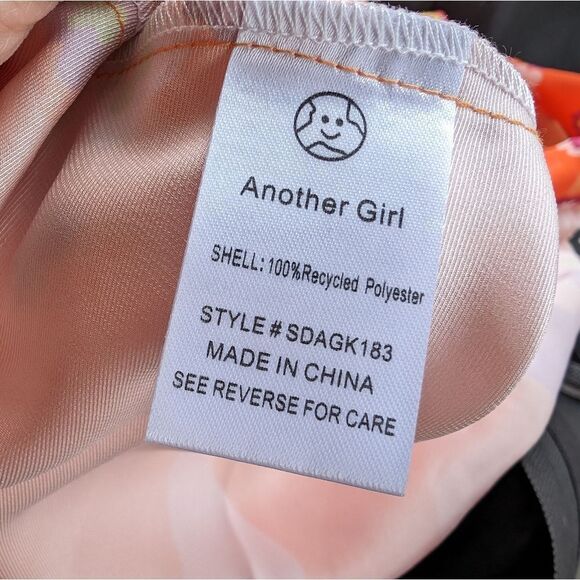 Another Girl
SHELL: 100%Recycled Polyester
STYLE # SDAGK183
MADE IN CHINA
SEE REVERSE FOR CARE